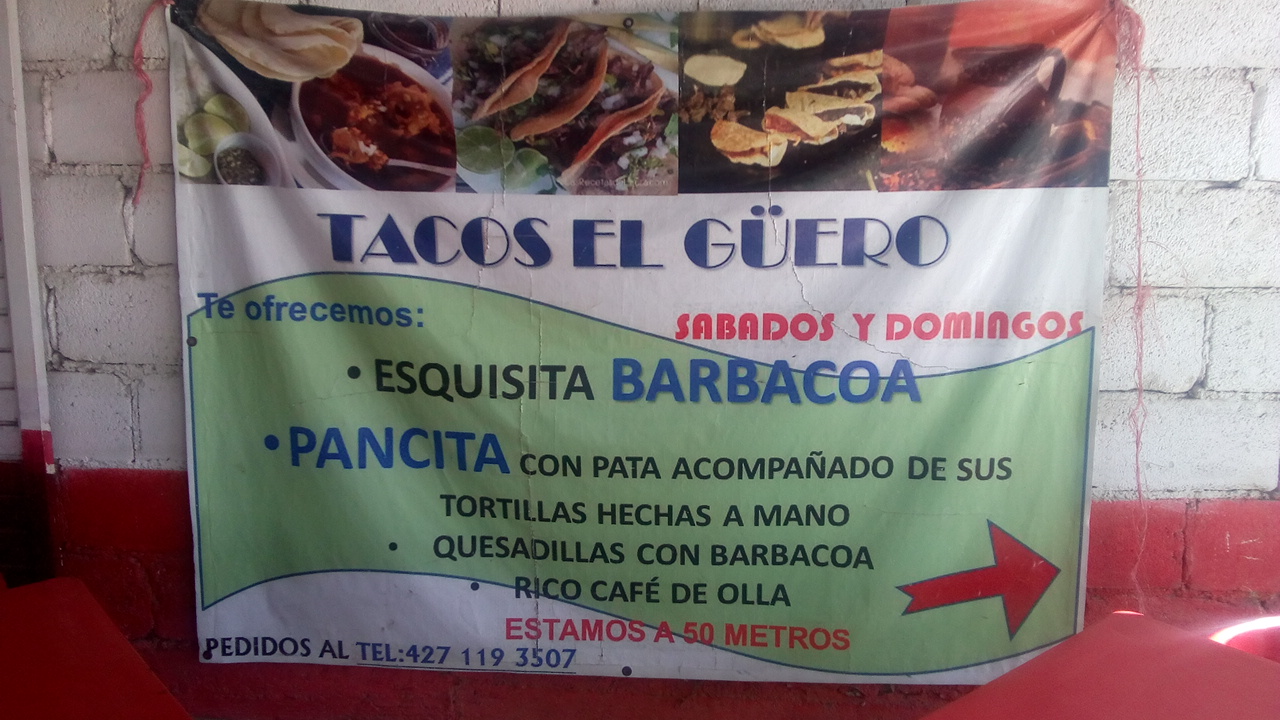 TACOS EL GÜERO
Te ofrecemos:
SABADOS Y DOMINGOS
• ESQUISITA BARBACOA
• PANCITA CON PATA ACOMPAÑADO DE SUS
TORTILLAS HECHAS A MANO
• QUESADILLAS CON BARBACOA
• RICO CAFÉ DE OLLA
ESTAMOS A 50 METROS
PEDIDOS AL TEL:427 119 3507